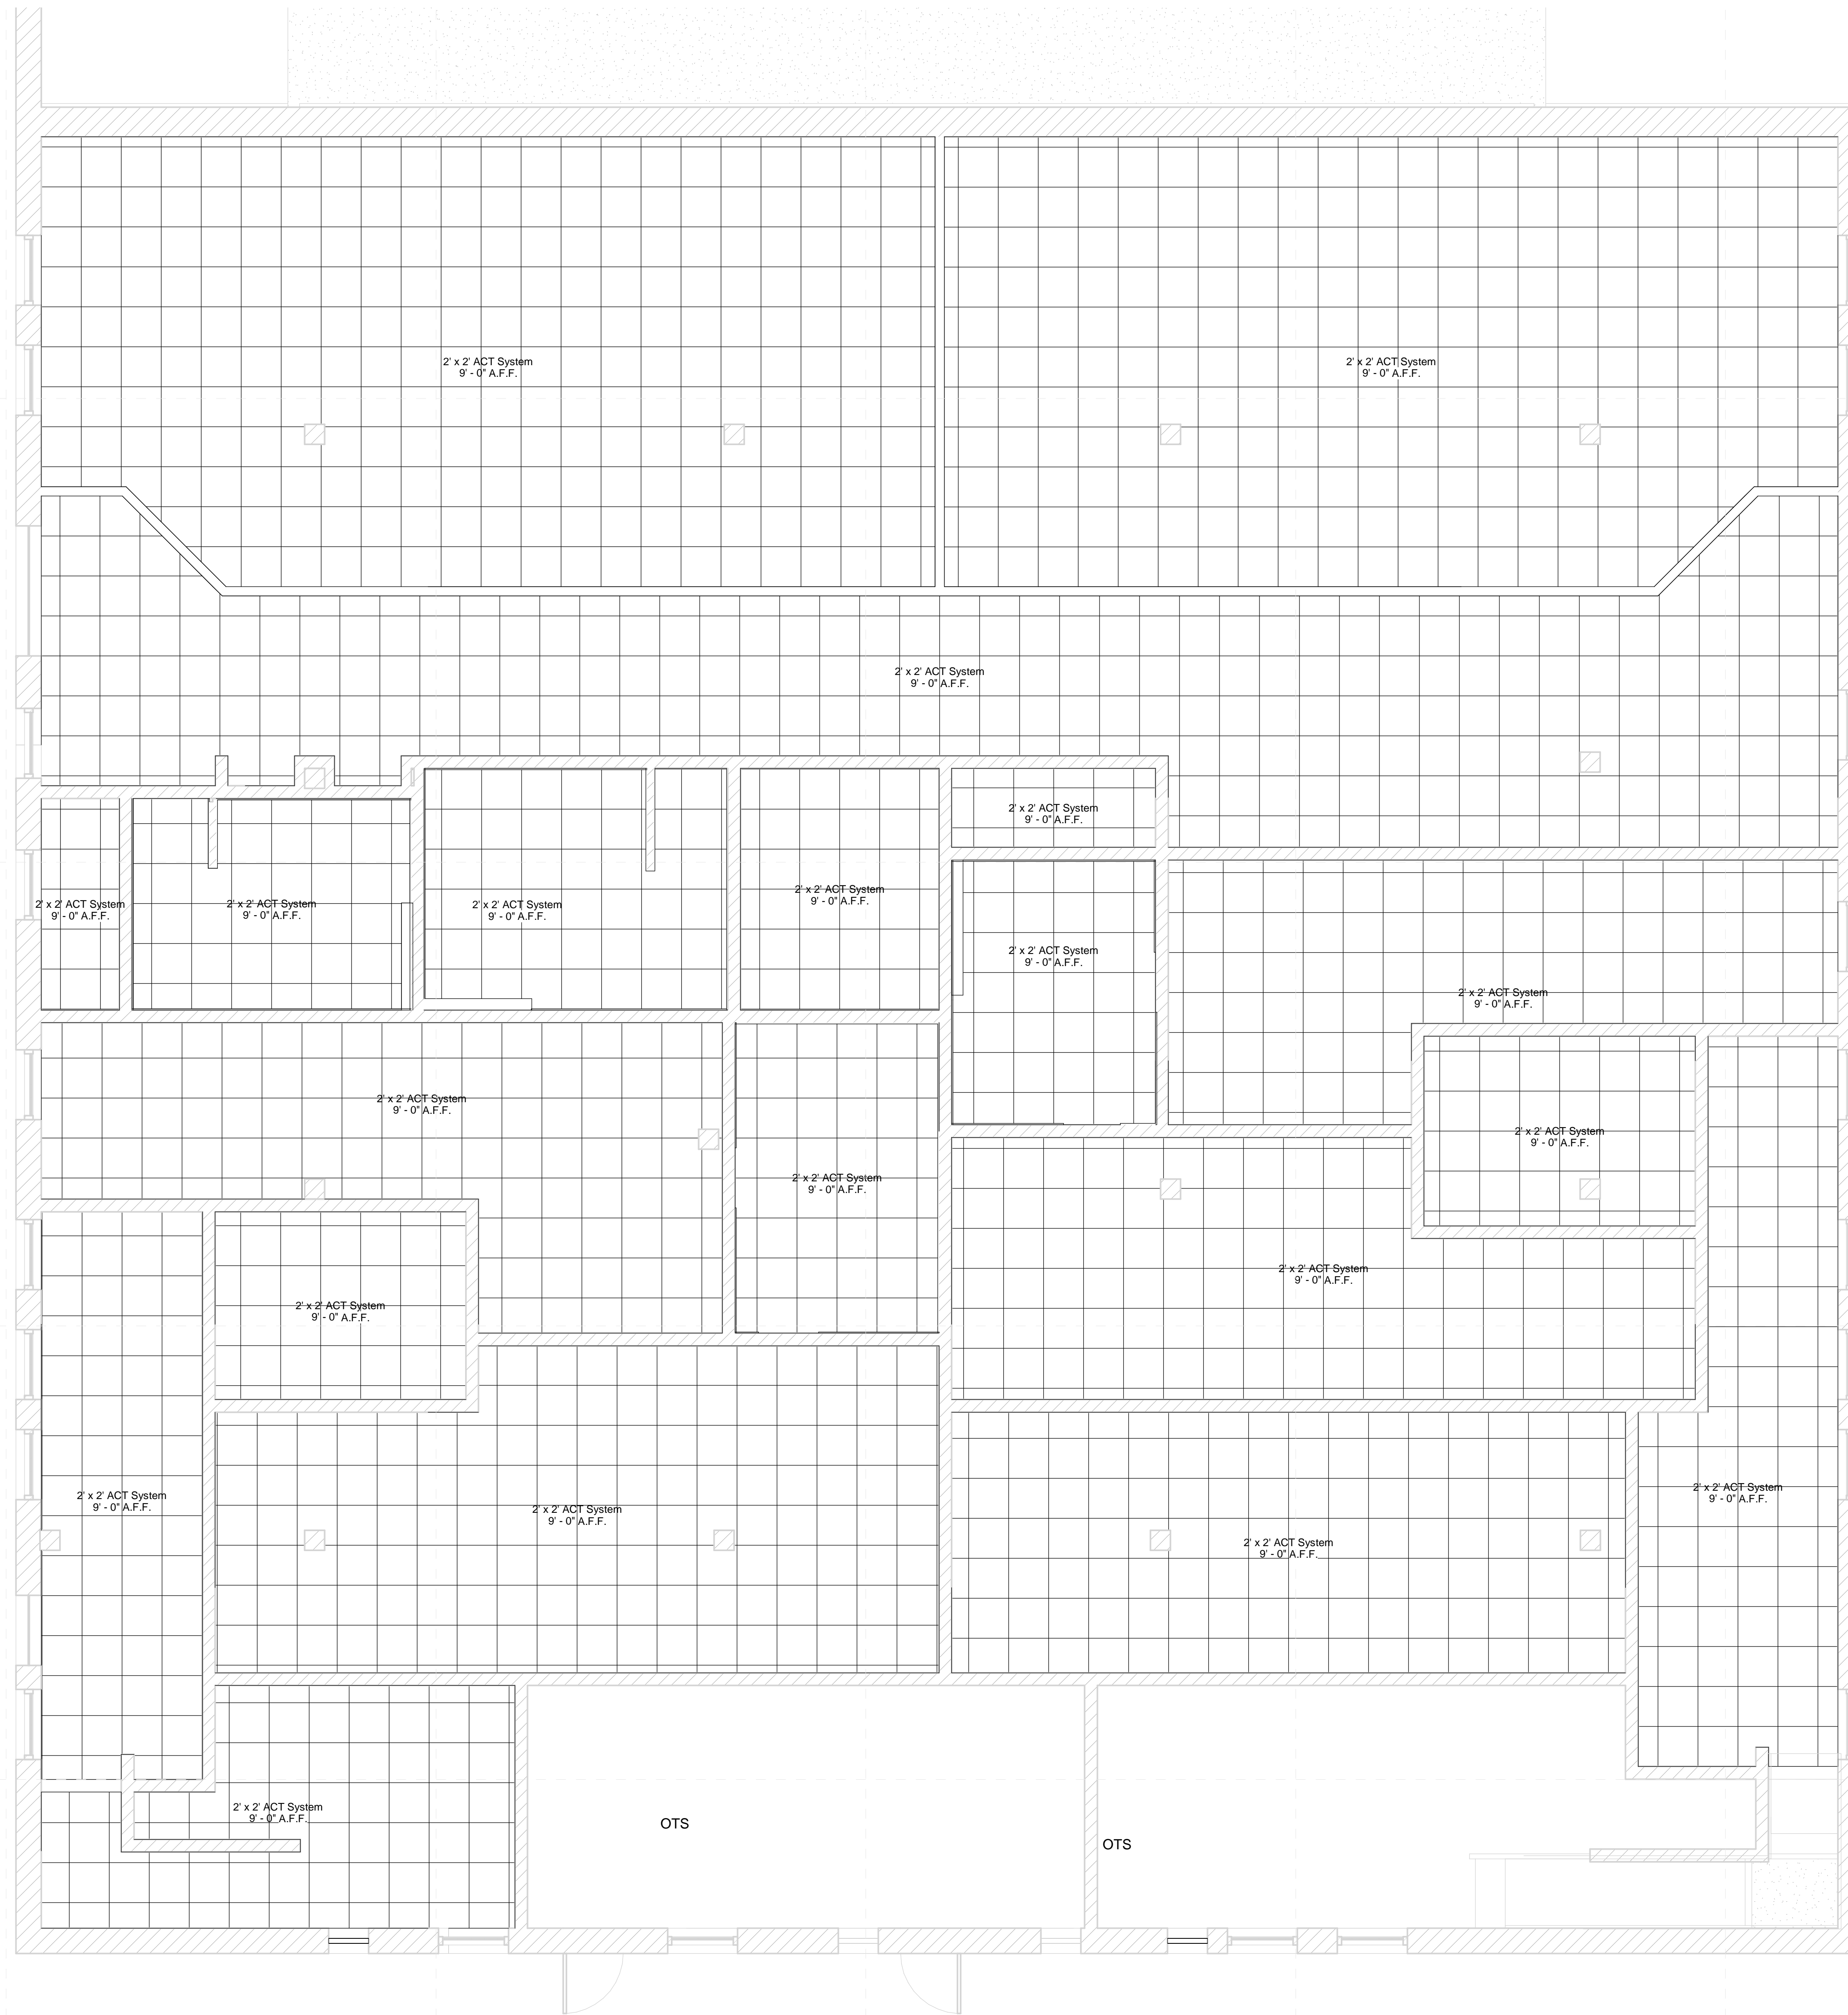 2' x 2' ACT System
9' - 0" A.F.F.
2' x 2' ACT System
9' - 0" A.F.F.
2' x 2' ACT System
9' - 0" A.F.F.
2' x 2' ACT System
9' - 0" A.F.F.
2' x 2' ACT System
9' - 0" A.F.F.
2' x 2' ACT System
9' - 0" A.F.F.
2' x 2' ACT System
9' - 0" A.F.F.
2' x 2' ACT System
9' - 0" A.F.F.
2' x 2' ACT System
9' - 0" A.F.F.
2' x 2' ACT System
9' - 0" A.F.F.
2' x 2' ACT System
9' - 0" A.F.F.
2' x 2' ACT System
9' - 0" A.F.F.
2' x 2' ACT System
9' - 0" A.F.F.
2' x 2' ACT System
9' - 0" A.F.F.
2' x 2' ACT System
9' - 0" A.F.F.
2' x 2' ACT System
9' - 0" A.F.F.
2' x 2' ACT System
9' - 0" A.F.F.
2' x 2' ACT System
9' - 0" A.F.F.
2' x 2' ACT System
9' - 0" A.F.F.
2' x 2' ACT System
9' - 0" A.F.F.
OTS
OTS